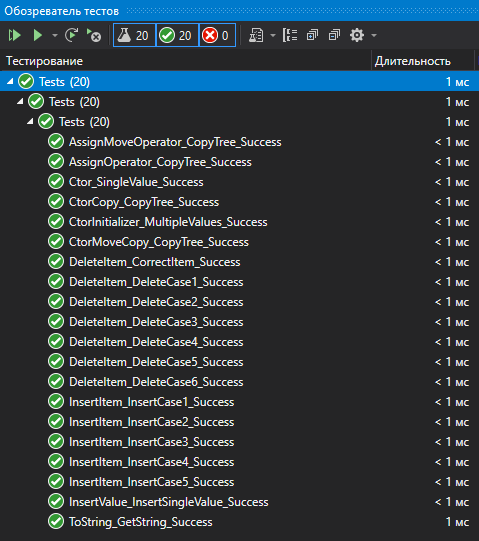 Обозреватель тестов
20 20 0
Тестирование Длительность
Tests (20) 1 мс
Tests (20) 1 мс
Tests (20) 1 мс
AssignMoveOperator_CopyTree_Success < 1 мс
AssignOperator_CopyTree_Success < 1 мс
Ctor_SingleValue_Success < 1 мс
CtorCopy_CopyTree_Success < 1 мс
CtorInitializer_MultipleValues_Success < 1 мс
CtorMoveCopy_CopyTree_Success < 1 мс
DeleteItem_CorrectItem_Success < 1 мс
DeleteItem_DeleteCase1_Success < 1 мс
DeleteItem_DeleteCase2_Success < 1 мс
DeleteItem_DeleteCase3_Success < 1 мс
DeleteItem_DeleteCase4_Success < 1 мс
DeleteItem_DeleteCase5_Success < 1 мс
DeleteItem_DeleteCase6_Success < 1 мс
InsertItem_InsertCase1_Success < 1 мс
InsertItem_InsertCase2_Success < 1 мс
InsertItem_InsertCase3_Success < 1 мс
InsertItem_InsertCase4_Success < 1 мс
InsertItem_InsertCase5_Success < 1 мс
InsertValue_InsertSingleValue_Success < 1 мс
ToString_GetString_Success 1 мс